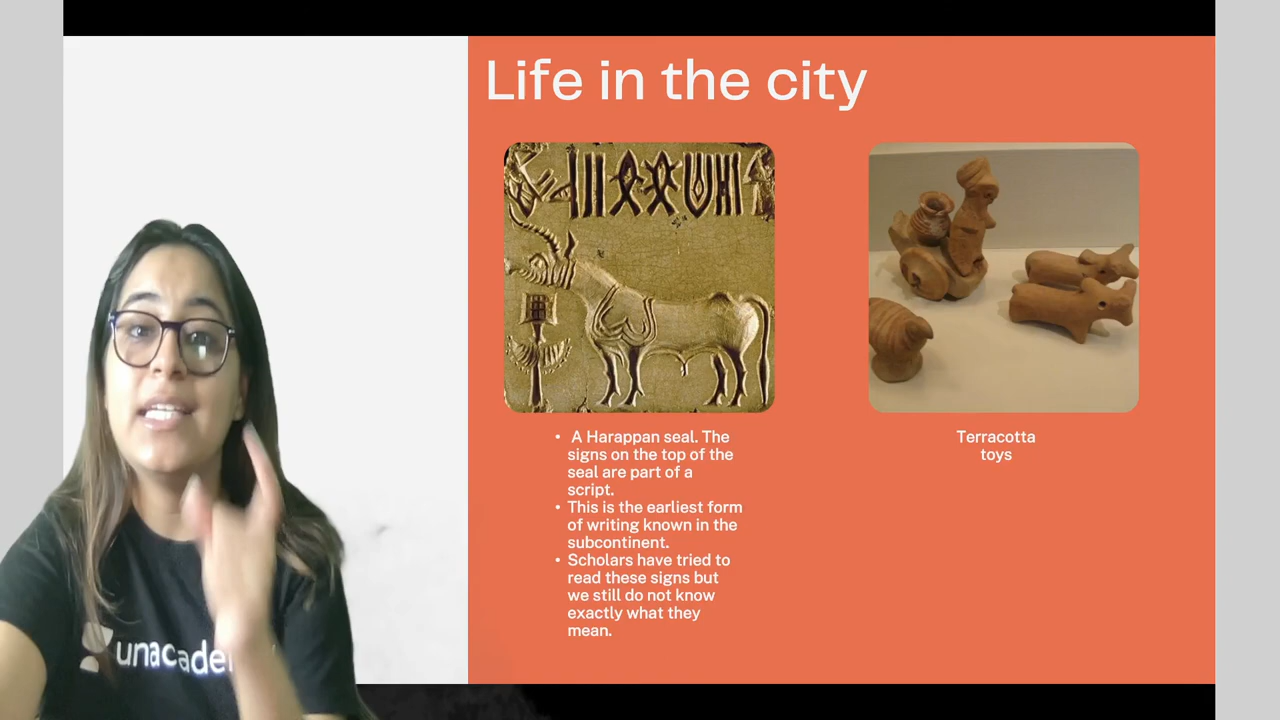 Life in the city
• A Harappan seal. The
signs on the top of the
seal are part of a
script.
• This is the earliest form
of writing known in the
subcontinent.
• Scholars have tried to
read these signs but
we still do not know
exactly what they
mean.
Terracotta
toys